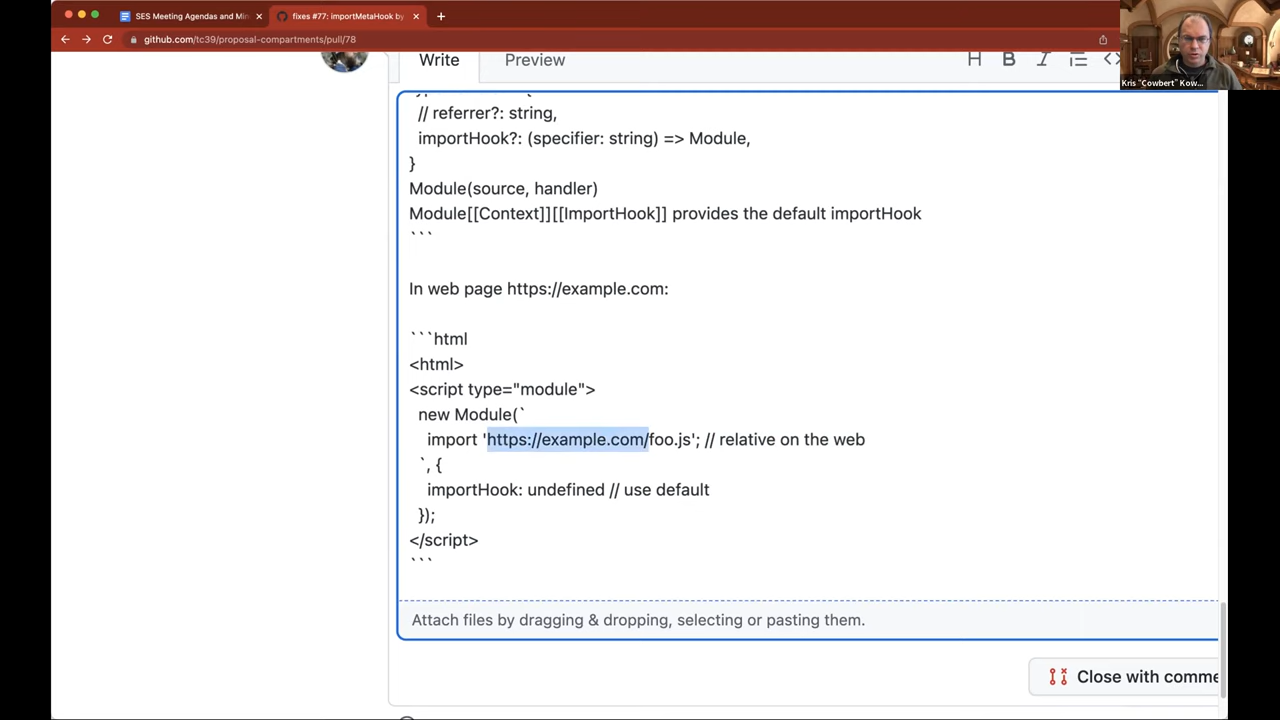 SES Meeting Agendas and Min
fixes #77: importMetaHook by
github.com/tc39/proposal-compartments/pull/78
Kris "Cowbert" Kow...
Write
Preview
// referrer?: string,
importHook?: (specifier: string) => Module,
}
Module(source, handler)
Module[[Context]][[ImportHook]] provides the default importHook
```
In web page https://example.com:
```html
<html>
<script type="module">
new Module(`
import 'https://example.com/foo.js'; // relative on the web
`, {
importHook: undefined // use default
});
</script>
```
Attach files by dragging & dropping, selecting or pasting them.
Close with comme